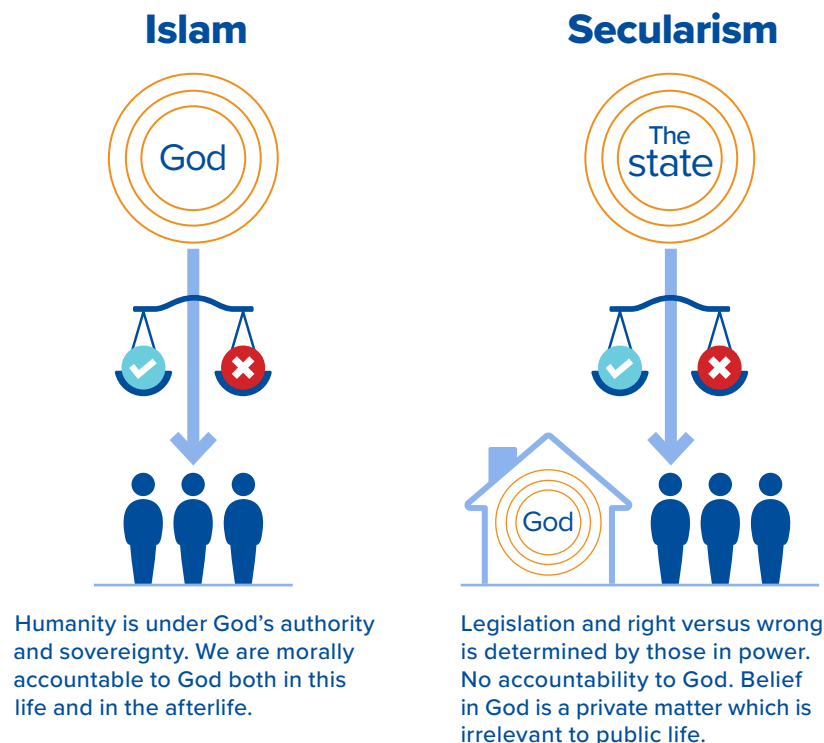 Islam
God
Humanity is under God’s authority
and sovereignty. We are morally
accountable to God both in this
life and in the afterlife.
Secularism
The
state
God
Legislation and right versus wrong
is determined by those in power.
No accountability to God. Belief
in God is a private matter which is
irrelevant to public life.